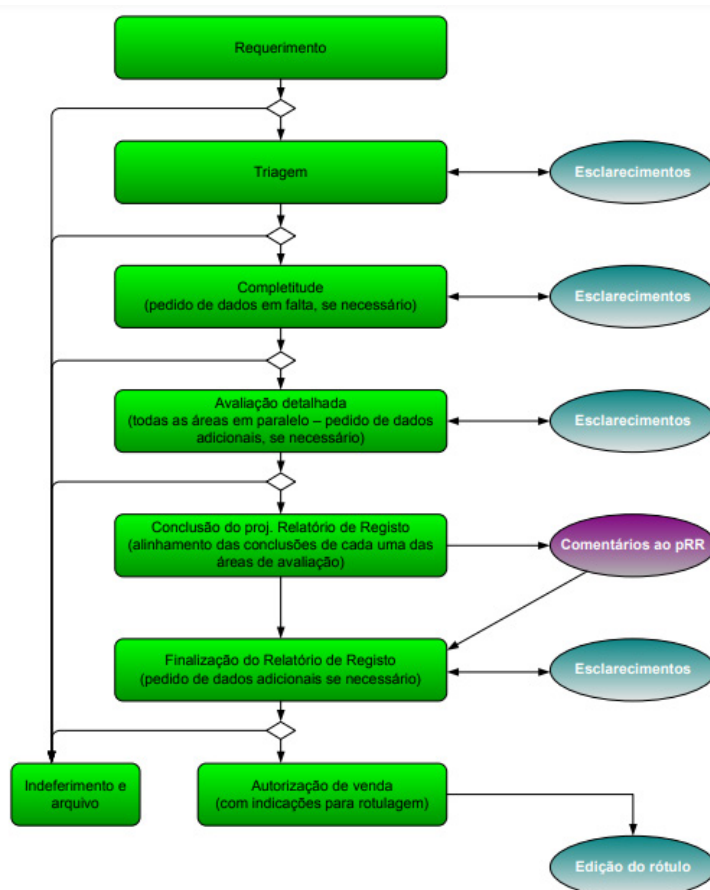 Requerimento
Triagem
Esclarecimentos
Completitude
(pedido de dados em falta, se necessário)
Esclarecimentos
Avaliação detalhada
(todas as áreas em paralelo – pedido de dados
adicionais, se necessário)
Esclarecimentos
Conclusão do proj. Relatório de Registo
(alinhamento das conclusões de cada uma das
áreas de avaliação)
Comentários ao pRR
Finalização do Relatório de Registo
(pedido de dados adicionais se necessário)
Esclarecimentos
Indeferimento e
arquivo
Autorização de venda
(com indicações para rotulagem)
Edição do rótulo